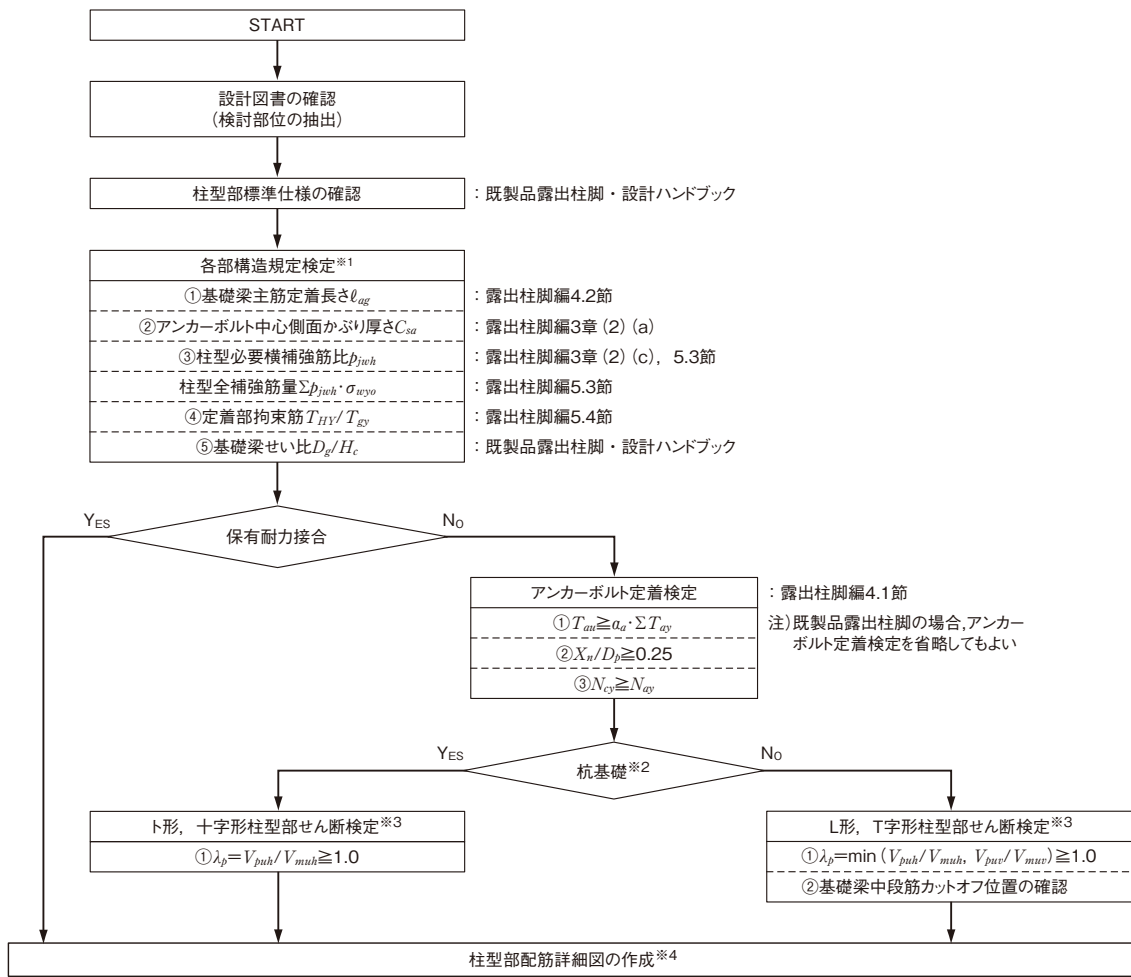 START
設計図書の確認
(検討部位の抽出)
柱型部標準仕様の確認
：既製品露出柱脚・設計ハンドブック
各部構造規定検定※1
①基礎梁主筋定着長さℓag
：露出柱脚編4.2節
②アンカーボルト中心側面かぶり厚さCsa
：露出柱脚編3章(2)(a)
③柱型必要横補強筋比pjwh
：露出柱脚編3章(2)(c)，5.3節
柱型全補強筋量Σpjwh・σwyo
：露出柱脚編5.3節
④定着部拘束筋THY/Tgy
：露出柱脚編5.4節
⑤基礎梁せい比Dg/Hc
：既製品露出柱脚・設計ハンドブック
YES
保有耐力接合
NO
アンカーボルト定着検定
：露出柱脚編4.1節
①Tau≧αa・ΣTay
注)既製品露出柱脚の場合,アンカー
ボルト定着検定を省略してもよい
②Xn/Dp≧0.25
③Ncy≧Nay
YES
杭基礎※2
NO
ト形，十字形柱型部せん断検定※3
①λp=Vpuh/Vmuh≧1.0
L形，T字形柱型部せん断検定※3
①λp=min(Vpuh/Vmuh, Vpuv/Vmuv)≧1.0
②基礎梁中段筋カットオフ位置の確認
柱型部配筋詳細図の作成※4